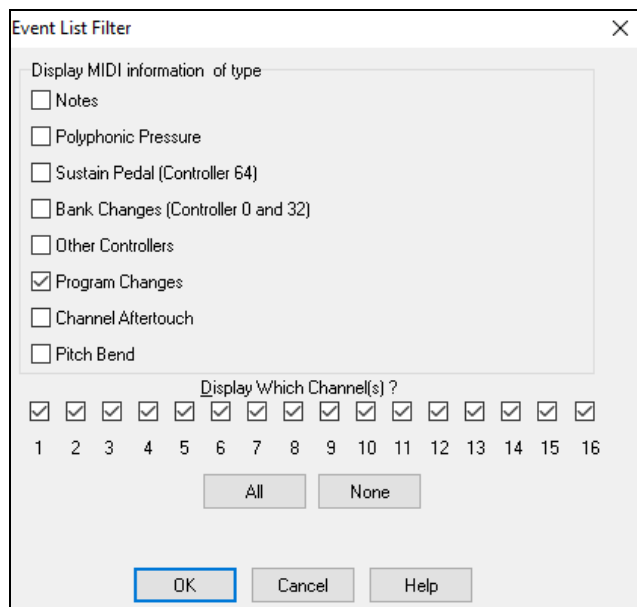 Event List Filter
Display MIDI information of type
Notes
Polyphonic Pressure
Sustain Pedal (Controller 64)
Bank Changes (Controller 0 and 32)
Other Controllers
Program Changes
Channel Aftertouch
Pitch Bend
Display Which Channel(s) ?
1 2 3 4 5 6 7 8 9 10 11 12 13 14 15 16
All None
OK Cancel Help